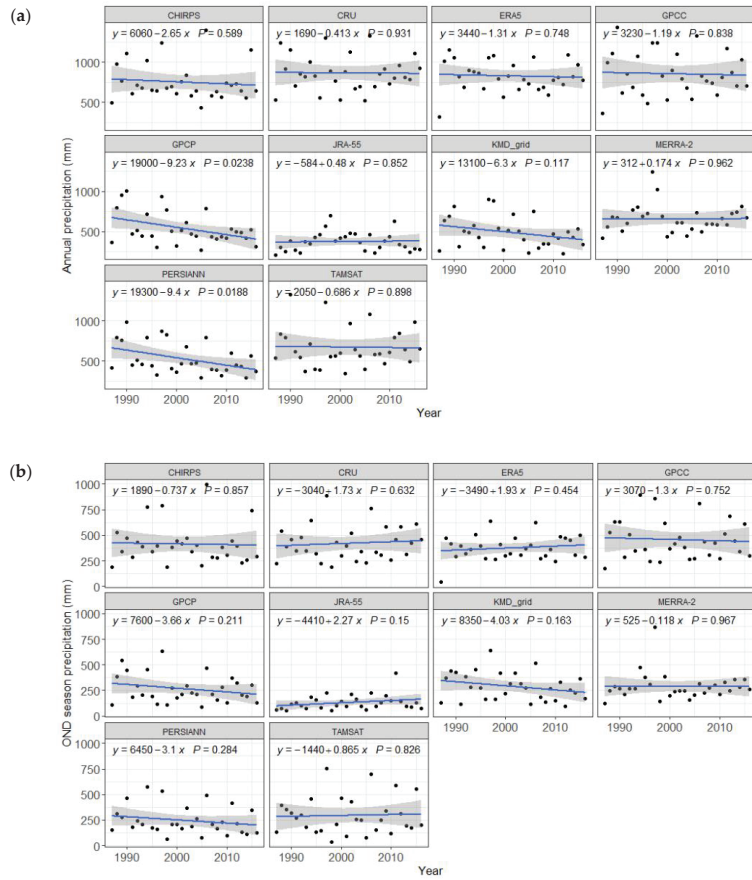 (a)
CHIRPS CRU ERA5 GPCC
y = 6060 − 2.65 x P = 0.589 y = 1690 − 0.413 x P = 0.931 y = 3440 − 1.31 x P = 0.748 y = 3230 − 1.19 x P = 0.838
1000
500
GPCP JRA-55 KMD_grid MERRA-2
y = 19000 − 9.23 x P = 0.0238 y = −584 + 0.48 x P = 0.852 y = 13100 − 6.3 x P = 0.117 y = 312 + 0.174 x P = 0.962
Annual precipitation (mm)
1000
500
1990 2000 2010 1990 2000 2010
PERSIANN TAMSAT
y = 19300 − 9.4 x P = 0.0188 y = 2050 − 0.686 x P = 0.898
1000
500
1990 2000 2010 1990 2000 2010
Year
(b)
CHIRPS CRU ERA5 GPCC
y = 1890 − 0.737 x P = 0.857 y = −3040 + 1.73 x P = 0.632 y = −3490 + 1.93 x P = 0.454 y = 3070 − 1.3 x P = 0.752
1000
750
500
250
0
GPCP JRA-55 KMD_grid MERRA-2
y = 7600 − 3.66 x P = 0.211 y = −4410 + 2.27 x P = 0.15 y = 8350 − 4.03 x P = 0.163 y = 525 − 0.118 x P = 0.967
OND season precipitation (mm)
1000
750
500
250
0
1990 2000 2010 1990 2000 2010
PERSIANN TAMSAT
y = 6450 − 3.1 x P = 0.284 y = −1440 + 0.865 x P = 0.826
1000
750
500
250
0
1990 2000 2010 1990 2000 2010
Year